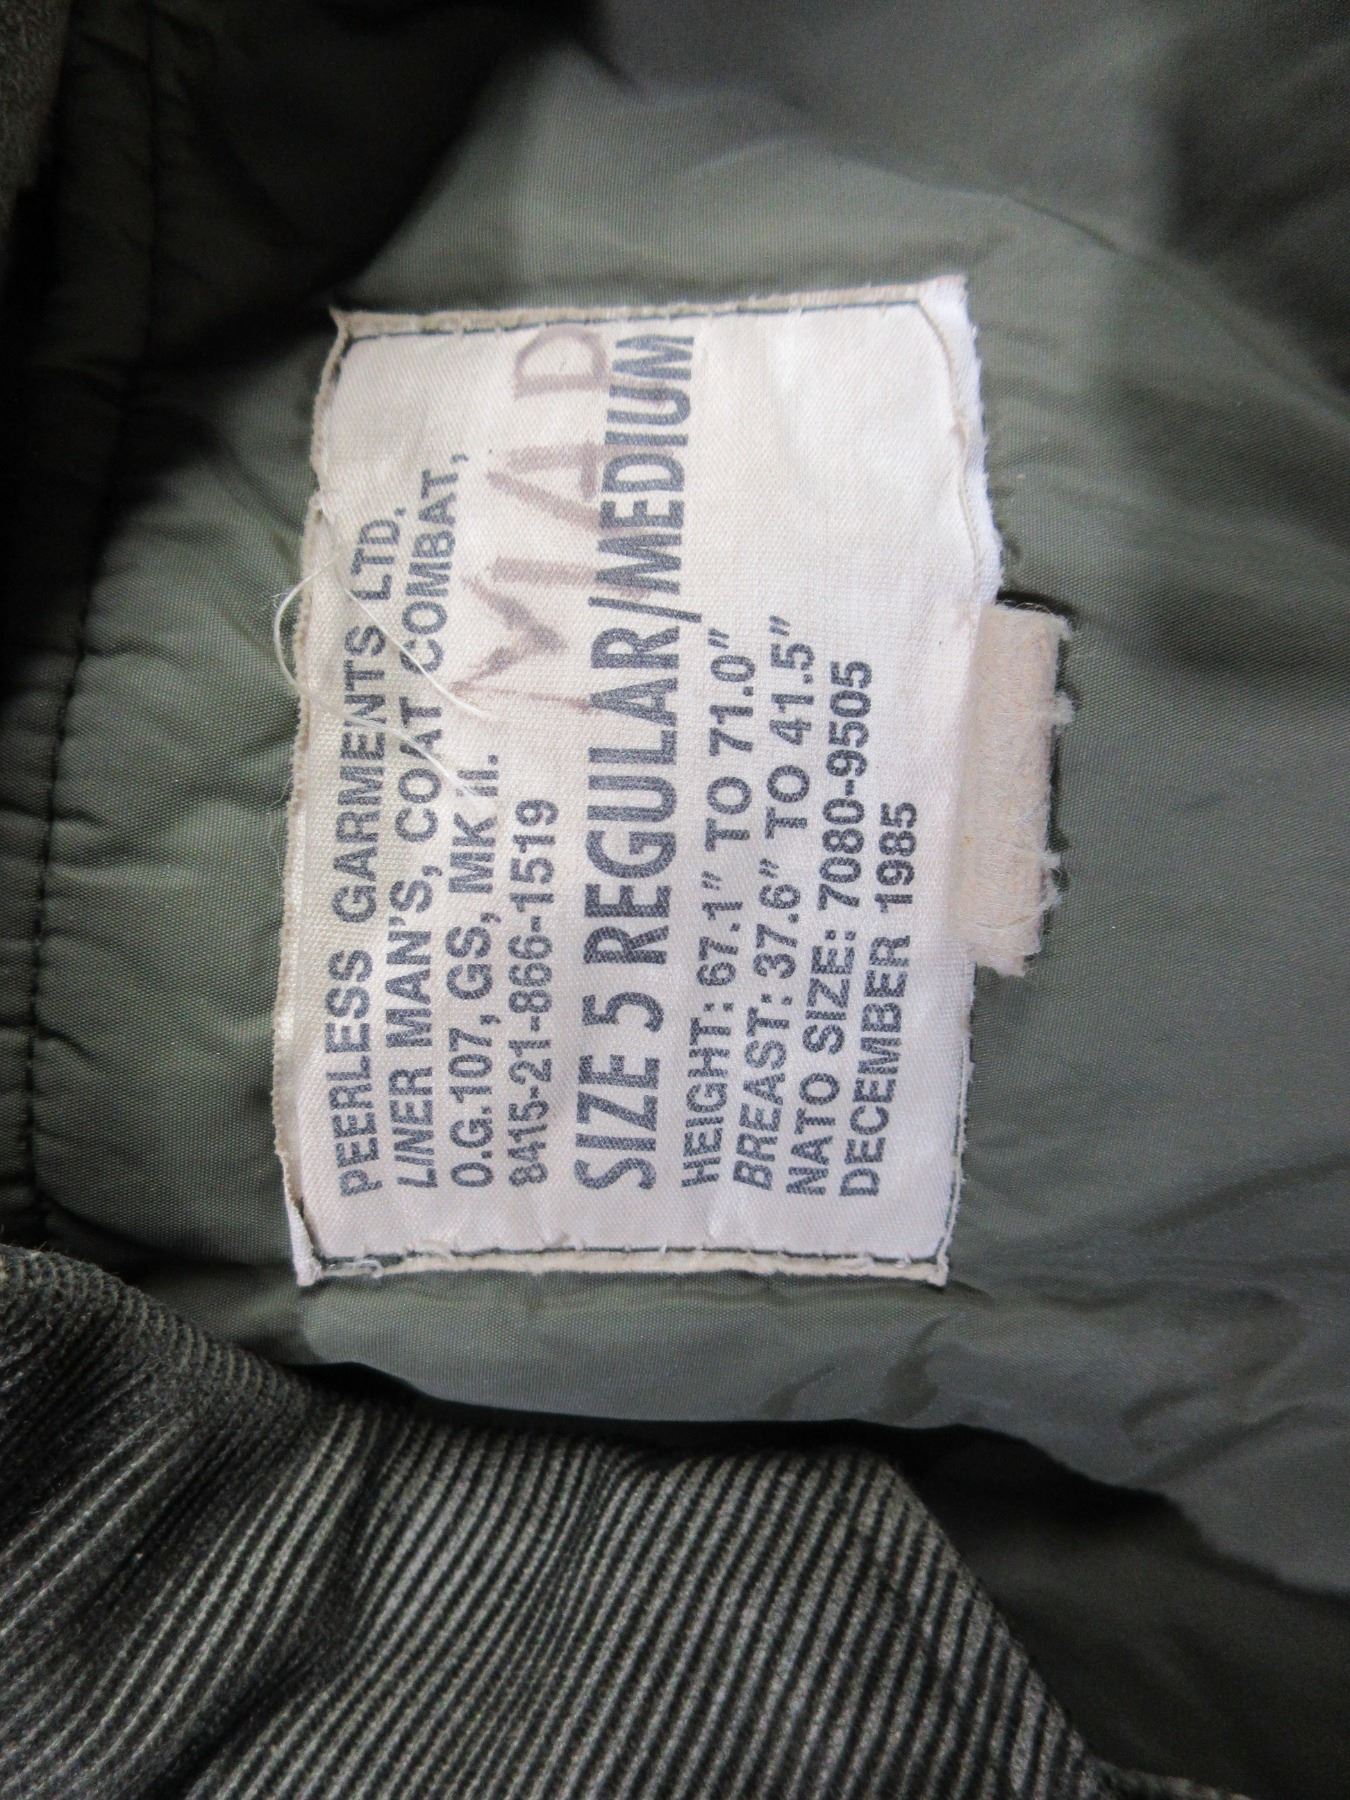 PEERLESS GARMENTS LTD.
LINER MAN'S, COAT COMBAT,
O.G.107, GS, MK II.
MAD
8415-21-866-1519
SIZE 5 REGULAR/MEDIUM
HEIGHT: 67.1" TO 71.0"
BREAST: 37.6" TO 41.5"
NATO SIZE: 7080-9505
DECEMBER 1985